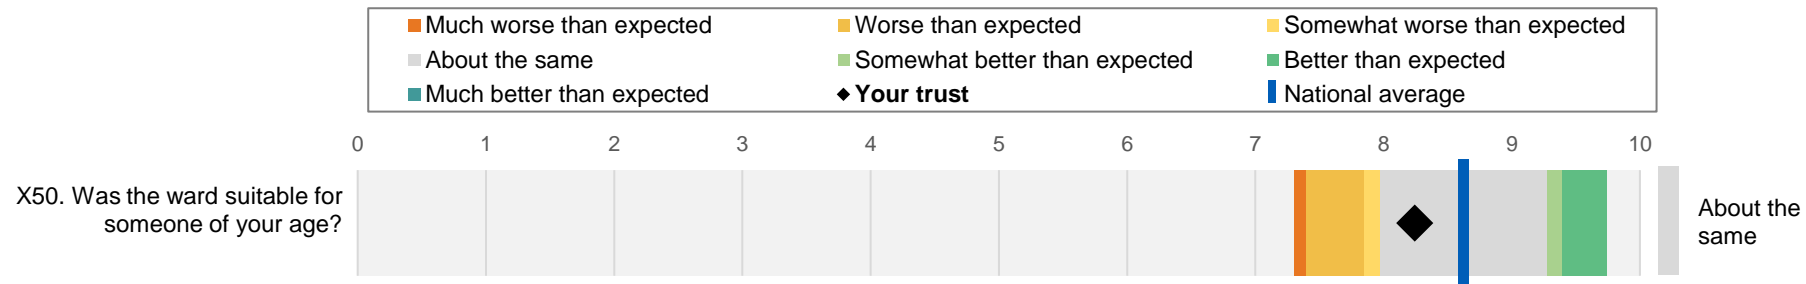 Much worse than expected
Worse than expected
Somewhat worse than expected
About the same
Somewhat better than expected
Better than expected
Much better than expected
Your trust
National average
0 1 2 3 4 5 6 7 8 9 10
X50. Was the ward suitable for
someone of your age?
About the
same